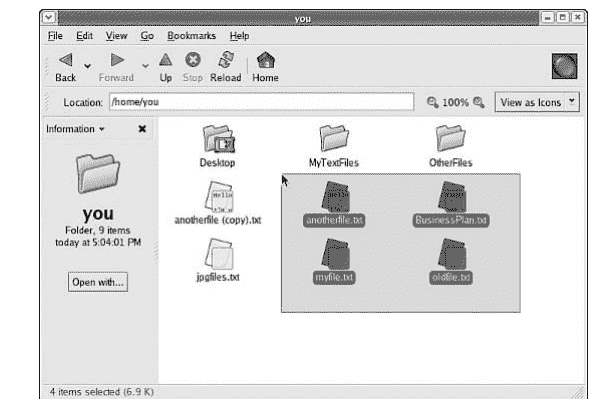 you
File Edit View Go Bookmarks Help
Back Forward Up Stop Reload Home
Location: /home/you 100% View as Icons
Information
Desktop MyTextFiles OtherFiles
you
Folder, 9 items
today at 5:04:01 PM
Open with...
anotherfile (copy).txt anotherfile.txt BusinessPlan.txt
jpgfiles.txt myfile.txt oldfile.txt
4 items selected (6.9 K)